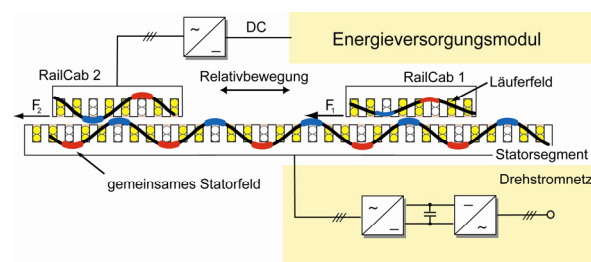 DC
Energieversorgungsmodul
RailCab 2
Relativbewegung
RailCab 1
Läuferfeld
F2
F1
Statorsegment
gemeinsames Statorfeld
Drehstromnetz
~
–
~
–
–
~